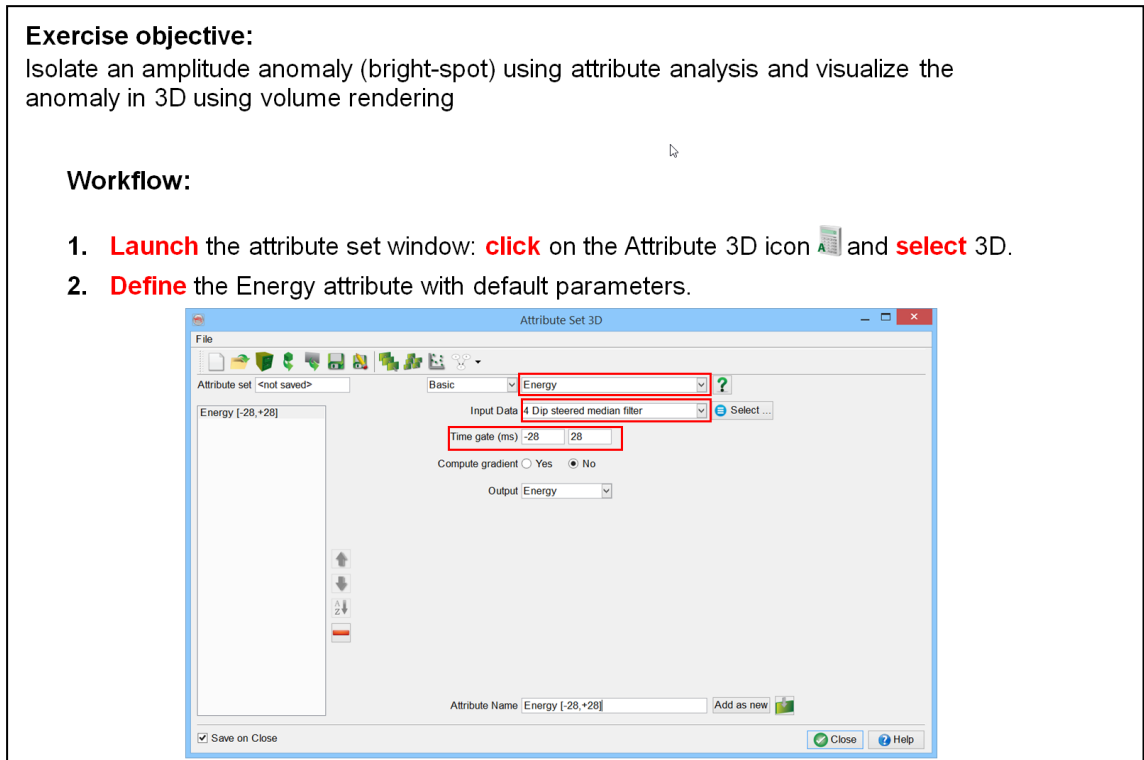 Exercise objective:
Isolate an amplitude anomaly (bright-spot) using attribute analysis and visualize the
anomaly in 3D using volume rendering
Workflow:
1. Launch the attribute set window: click on the Attribute 3D icon A and select 3D.
2. Define the Energy attribute with default parameters.
Attribute Set 3D
File
Attribute set <not saved> Basic Energy ?
Energy [-28,+28] Input Data 4 Dip steered median filter Select ...
Time gate (ms) -28 28
Compute gradient Yes No
Output Energy
A
Z
Attribute Name Energy [-28,+28] Add as new
Save on Close Close ? Help